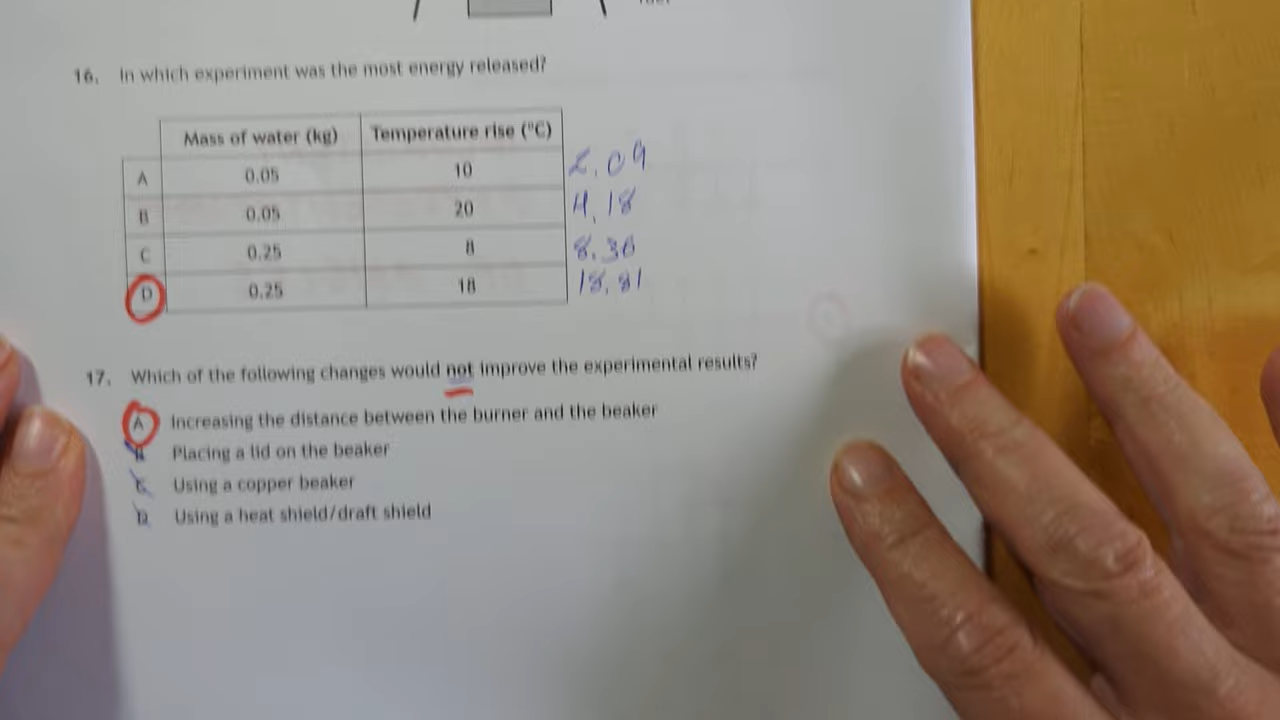 16. In which experiment was the most energy released?
Mass of water (kg) Temperature rise (°C)
A 0.05 10 2.09
B 0.05 20 4.18
C 0.25 8 8.36
D 0.25 18 18.81
17. Which of the following changes would not improve the experimental results?
A Increasing the distance between the burner and the beaker
B Placing a lid on the beaker
C Using a copper beaker
D Using a heat shield/draft shield